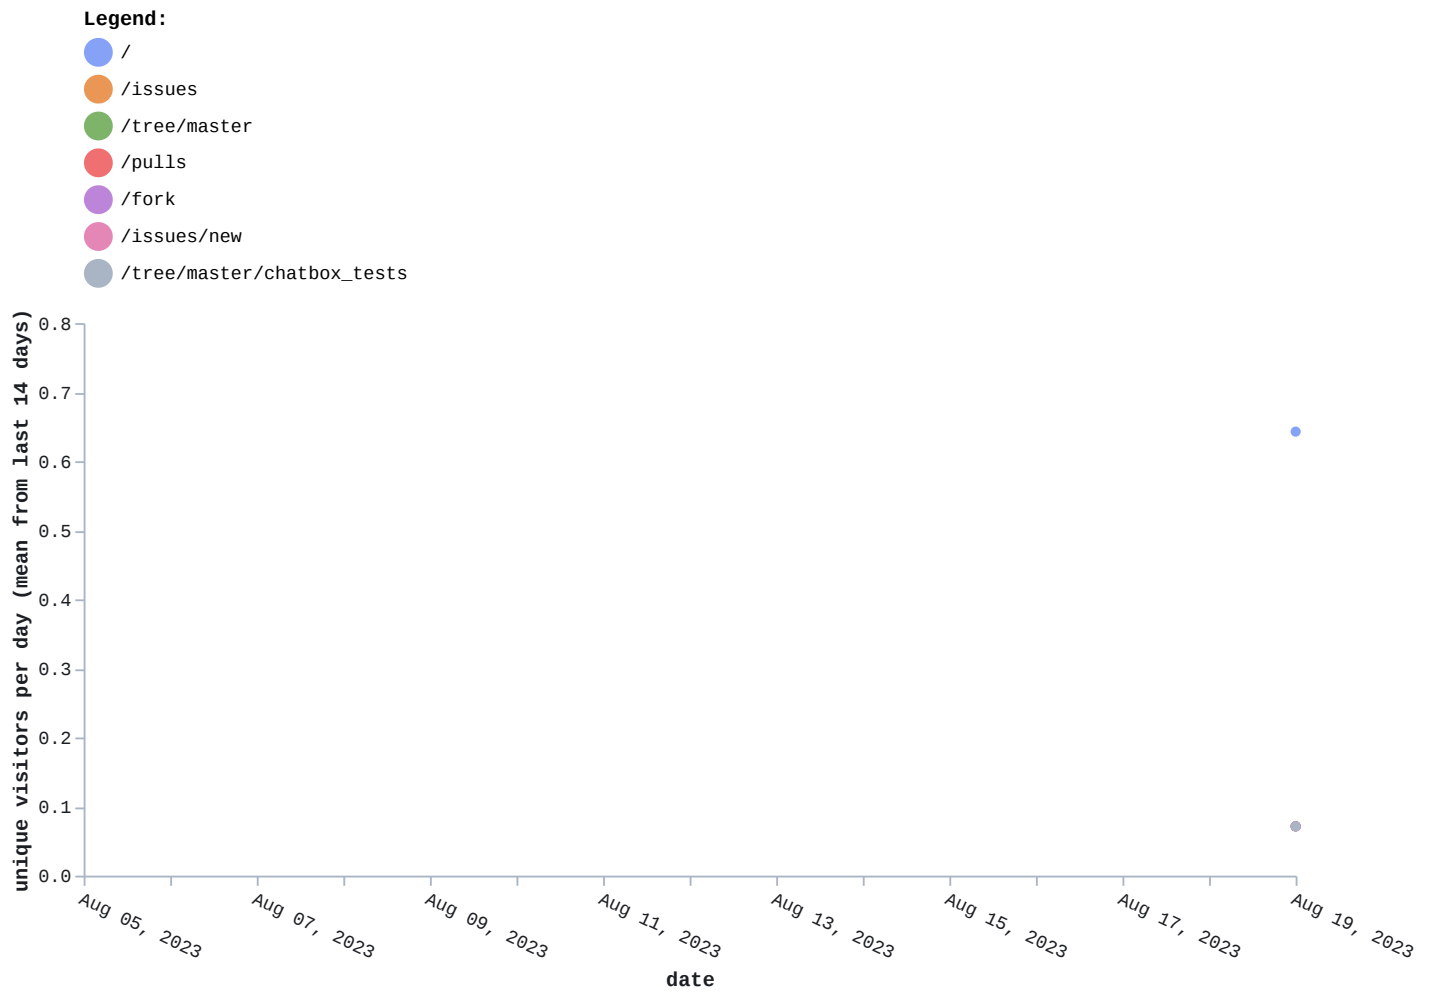 Legend:
/
/issues
/tree/master
/pulls
/fork
/issues/new
/tree/master/chatbox_tests
unique visitors per day (mean from last 14 days)
0.8
0.7
0.6
0.5
0.4
0.3
0.2
0.1
0.0
Aug 05, 2023
Aug 07, 2023
Aug 09, 2023
Aug 11, 2023
Aug 13, 2023
Aug 15, 2023
Aug 17, 2023
Aug 19, 2023
date